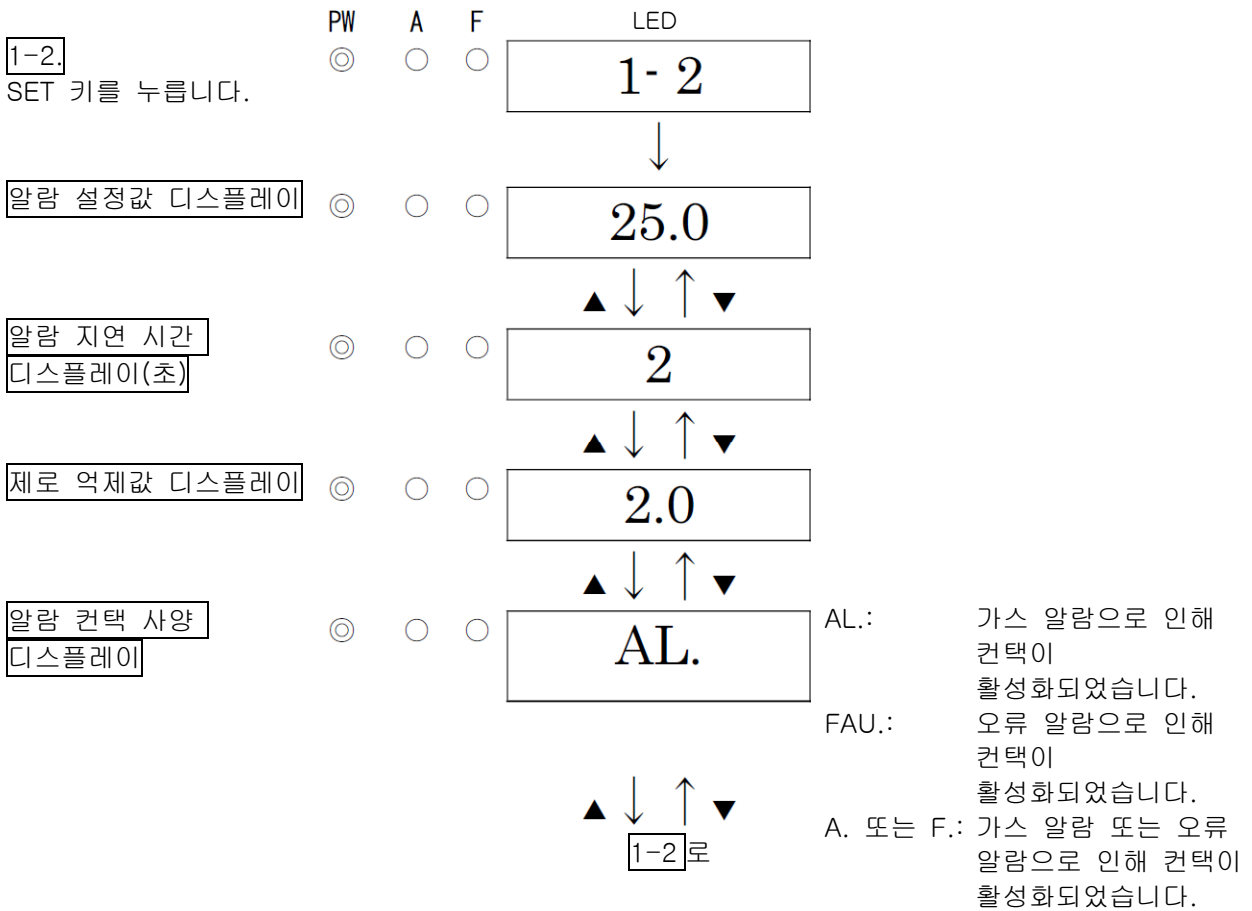 PW A F LED
1-2.
SET 키를 누릅니다.
◎ ○ ○ 1- 2
↓
알람 설정값 디스플레이 ◎ ○ ○ 25.0
▲ ↓ ↑ ▼
알람 지연 시간
디스플레이(초)
◎ ○ ○ 2
▲ ↓ ↑ ▼
제로 억제값 디스플레이 ◎ ○ ○ 2.0
▲ ↓ ↑ ▼
알람 컨택 사양
디스플레이
◎ ○ ○ AL.
AL.: 가스 알람으로 인해
컨택이
활성화되었습니다.
FAU.: 오류 알람으로 인해
컨택이
활성화되었습니다.
A. 또는 F.: 가스 알람 또는 오류
알람으로 인해 컨택이
활성화되었습니다.
▲ ↓ ↑ ▼
1-2로